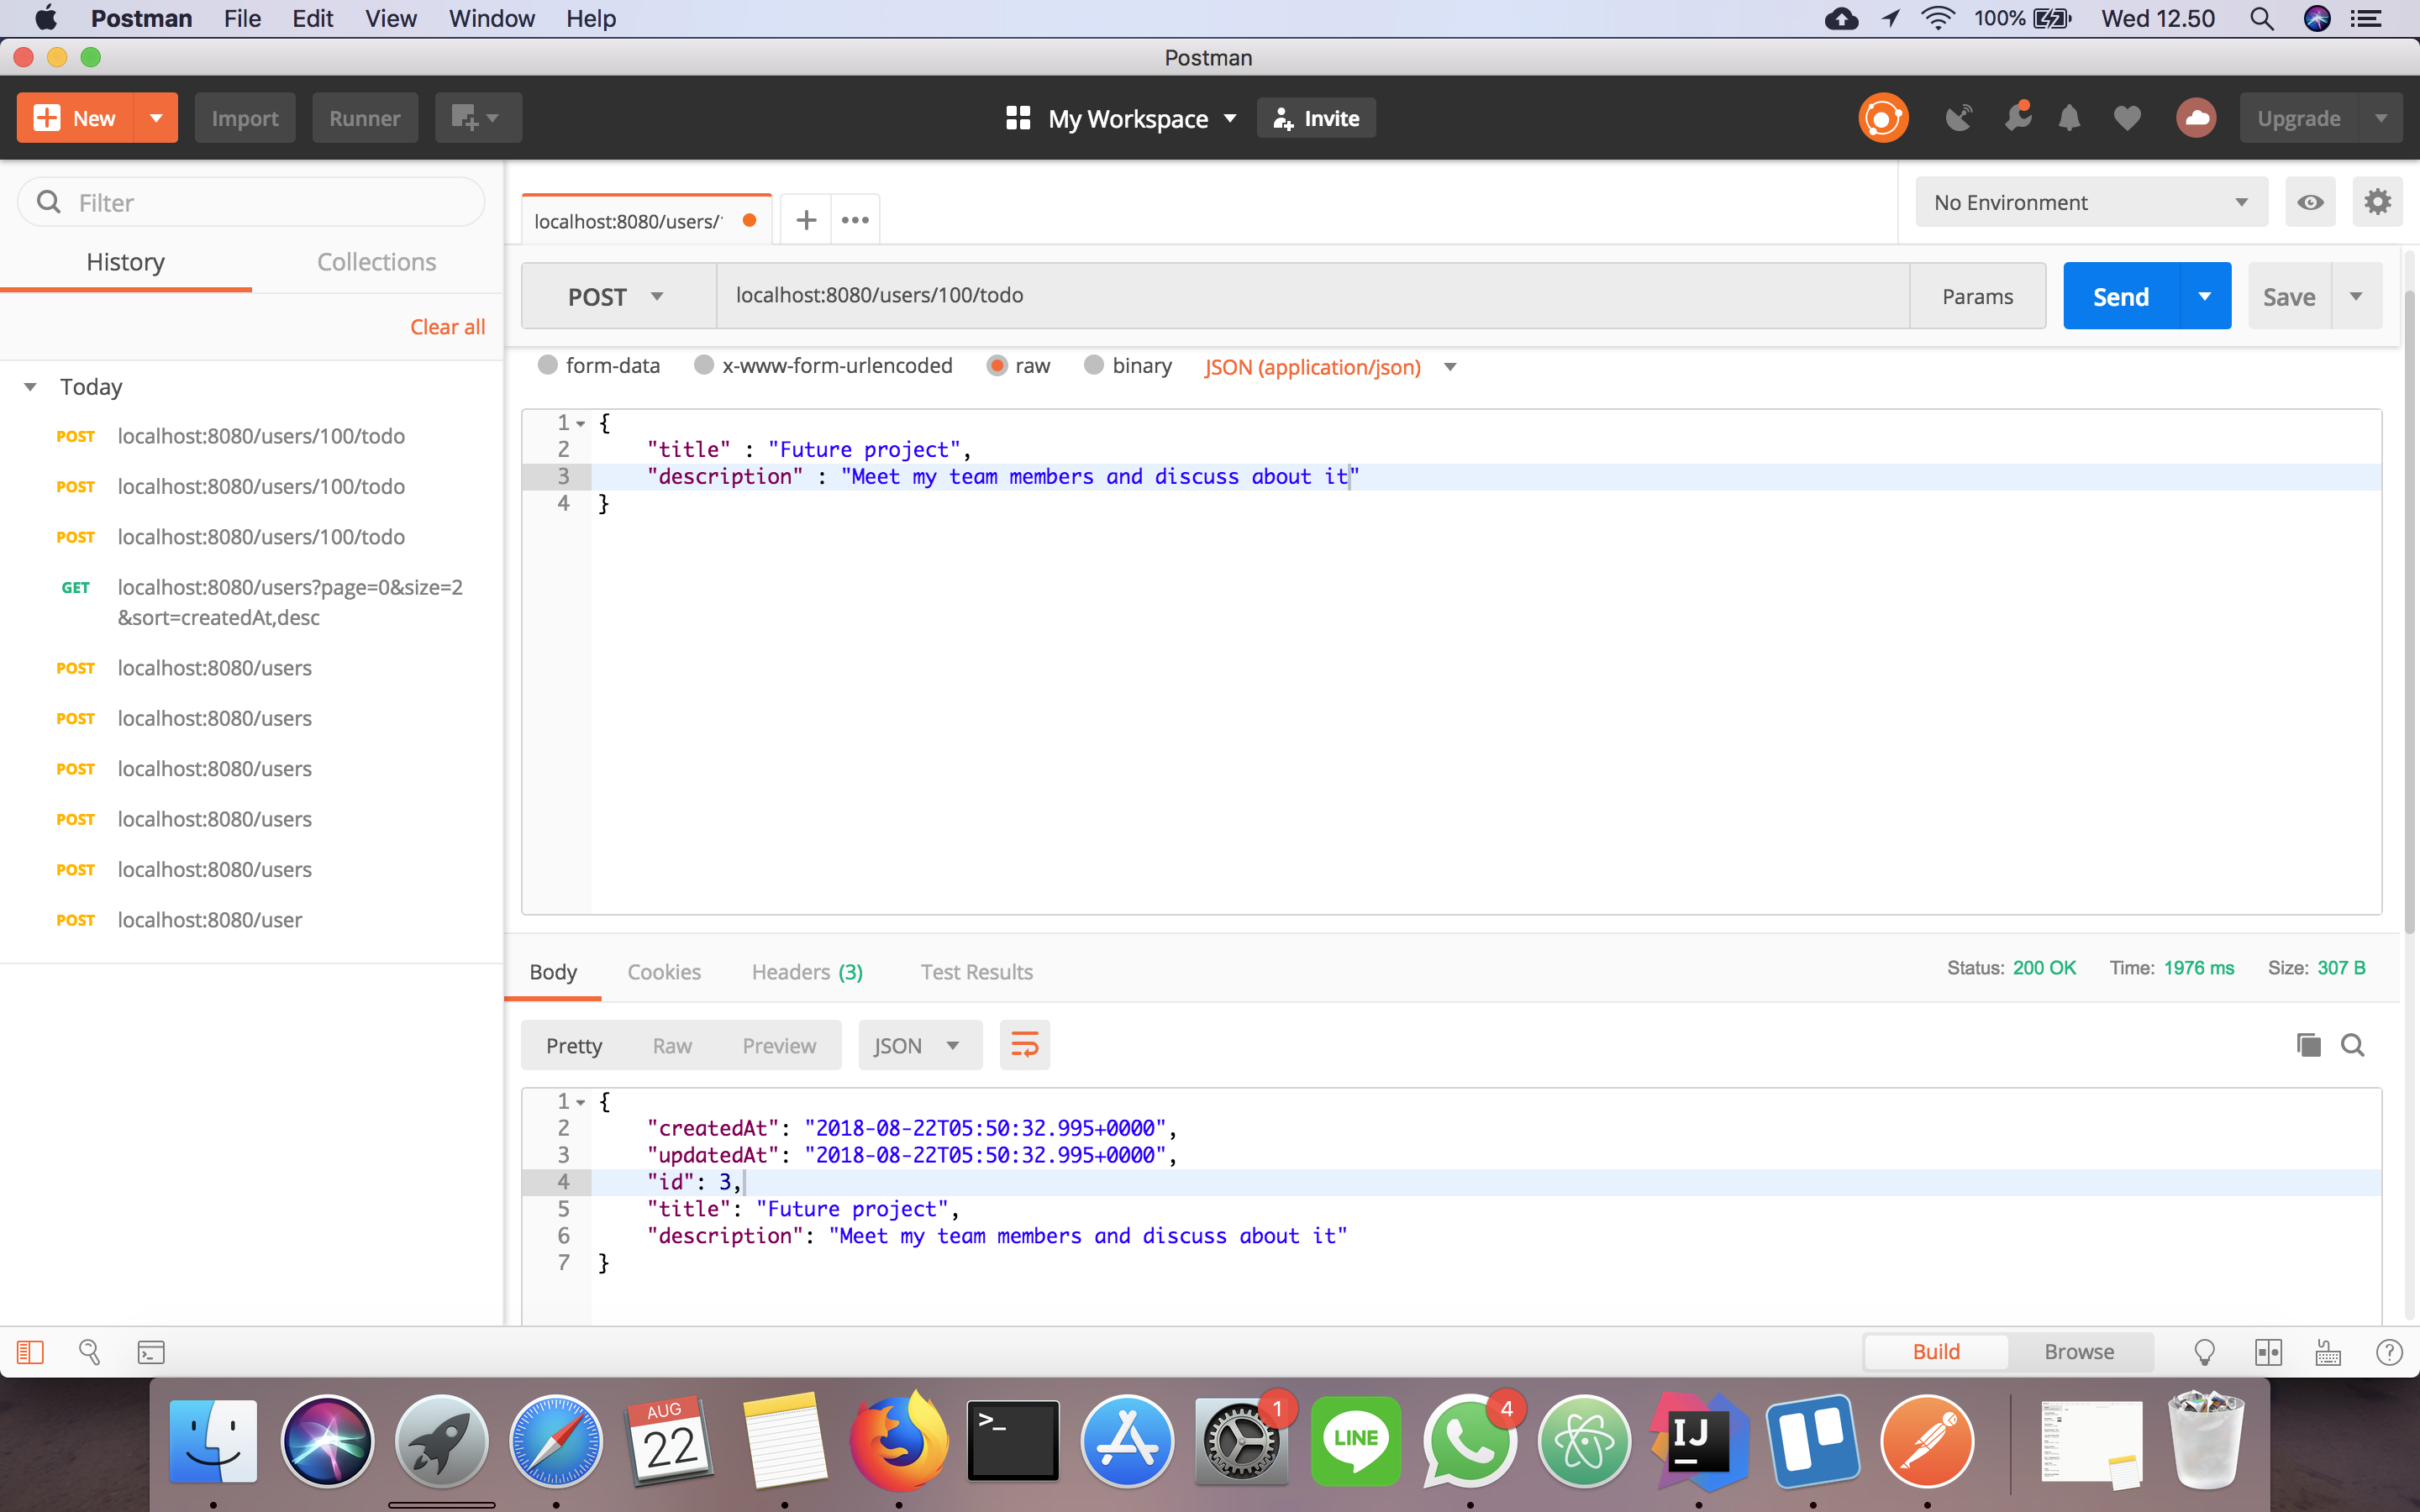 Postman File Edit View Window Help 100% Wed 12.50
Postman
New Import Runner My Workspace Invite Upgrade
Filter
History Collections
Clear all
Today
POST localhost:8080/users/100/todo
POST localhost:8080/users/100/todo
POST localhost:8080/users/100/todo
GET localhost:8080/users?page=0&size=2
&sort=createdAt,desc
POST localhost:8080/users
POST localhost:8080/users
POST localhost:8080/users
POST localhost:8080/users
POST localhost:8080/users
POST localhost:8080/user
localhost:8080/users/
No Environment
POST localhost:8080/users/100/todo Params Send Save
form-data x-www-form-urlencoded raw binary JSON (application/json)
1 {
2 "title" : "Future project",
3 "description" : "Meet my team members and discuss about it"
4 }
Body Cookies Headers (3) Test Results Status: 200 OK Time: 1976 ms Size: 307 B
Pretty Raw Preview JSON
1 {
2 "createdAt": "2018-08-22T05:50:32.995+0000",
3 "updatedAt": "2018-08-22T05:50:32.995+0000",
4 "id": 3,
5 "title": "Future project",
6 "description": "Meet my team members and discuss about it"
7 }
Build Browse
AUG
22
>_
1
LINE
4
IJ